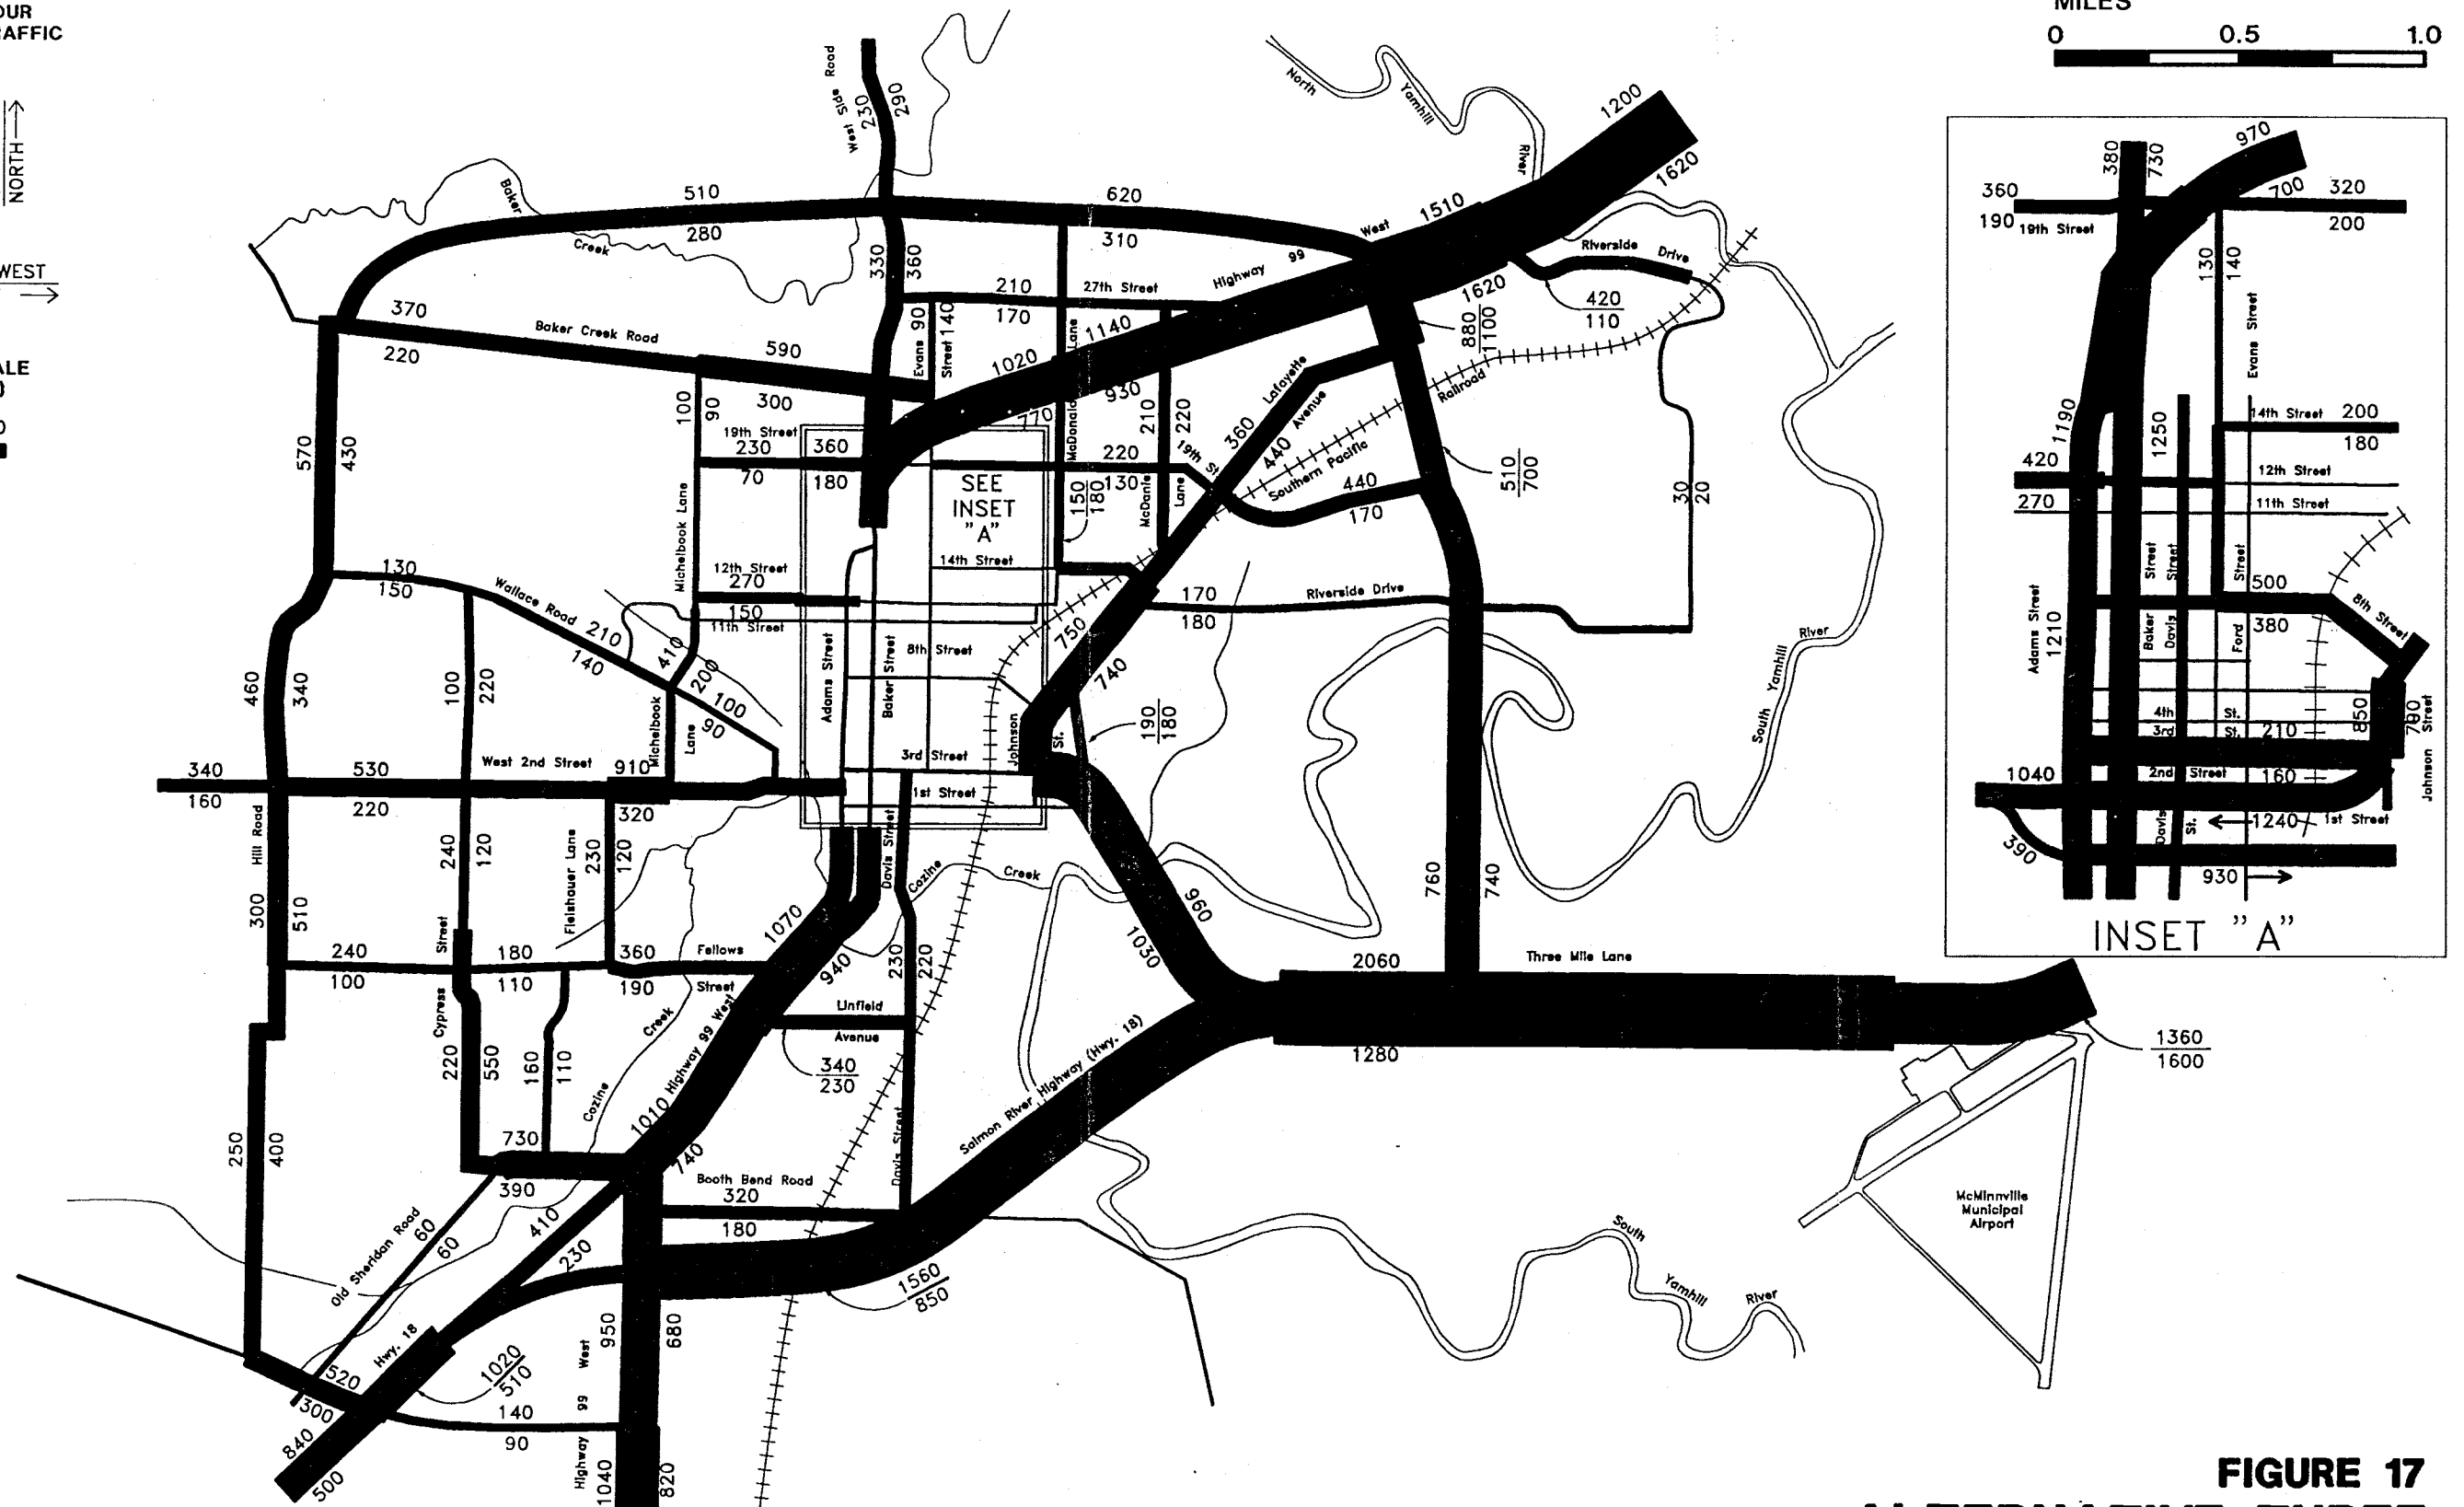 MILES
0 0.5 1.0
NORTH
WEST
West Side Road
230
290
North
Yamhill
River
1200
1620
Baker
Creek
510
280
620
310
West
1510
Highway 99
Riverside Drive
1620
420
110
330
360
210
27th Street
170
370
Baker Creek Road
220
590
300
Evans 90
Street 140
1020
1140
930
770
McDonald Lane
880
1100
Lafayette
Avenue
360
440
Railroad
Southern Pacific
100
90
19th Street
230
70
360
180
SEE
INSET
"A"
220
130
210
220
19th St
McDaniel
Lane
150
180
440
170
510
700
30
20
570
430
Michelbook Lane
14th Street
12th Street
270
150
11th Street
130
150
Wallace Road
210
140
410
200
100
90
Michelbook
Lane
170
180
Riverside Drive
750
740
Adams Street
Baker Street
8th Street
Johnson
St.
190
180
460
340
100
220
340
160
530
220
West 2nd Street
910
320
3rd Street
1st Street
Hill Road
300
510
240
120
Fleishauer Lane
230
120
Davis Street
Cozine
Creek
South Yamhill
River
760
740
960
1030
240
100
Street
Cypress
180
110
360
190
Fellows
Street
1070
940
230
220
Linfield
Avenue
340
230
Three Mile Lane
2060
1280
1360
1600
220
550
160
110
Cozine
Creek
Highway 99 West
1010
740
Davis Street
Salmon River Highway (Hwy. 18)
250
400
730
390
Booth Bend Road
320
180
Old Sheridan Road
60
60
410
230
1560
850
South
Yamhill
River
McMinnville
Municipal
Airport
Hwy. 18
1020
510
950
680
Highway 99 West
520
300
140
90
840
500
1040
820
380
730
970
700
360
190
19th Street
320
200
130
140
Evans Street
1190
1250
14th Street
200
180
420
270
12th Street
11th Street
Adams Street
1210
Baker Street
Davis Street
Ford Street
500
380
8th Street
4th St.
3rd St.
210
160
850
Johnson Street
1040
2nd Street
Davis St.
1240
1st Street
390
930
INSET "A"
FIGURE 17